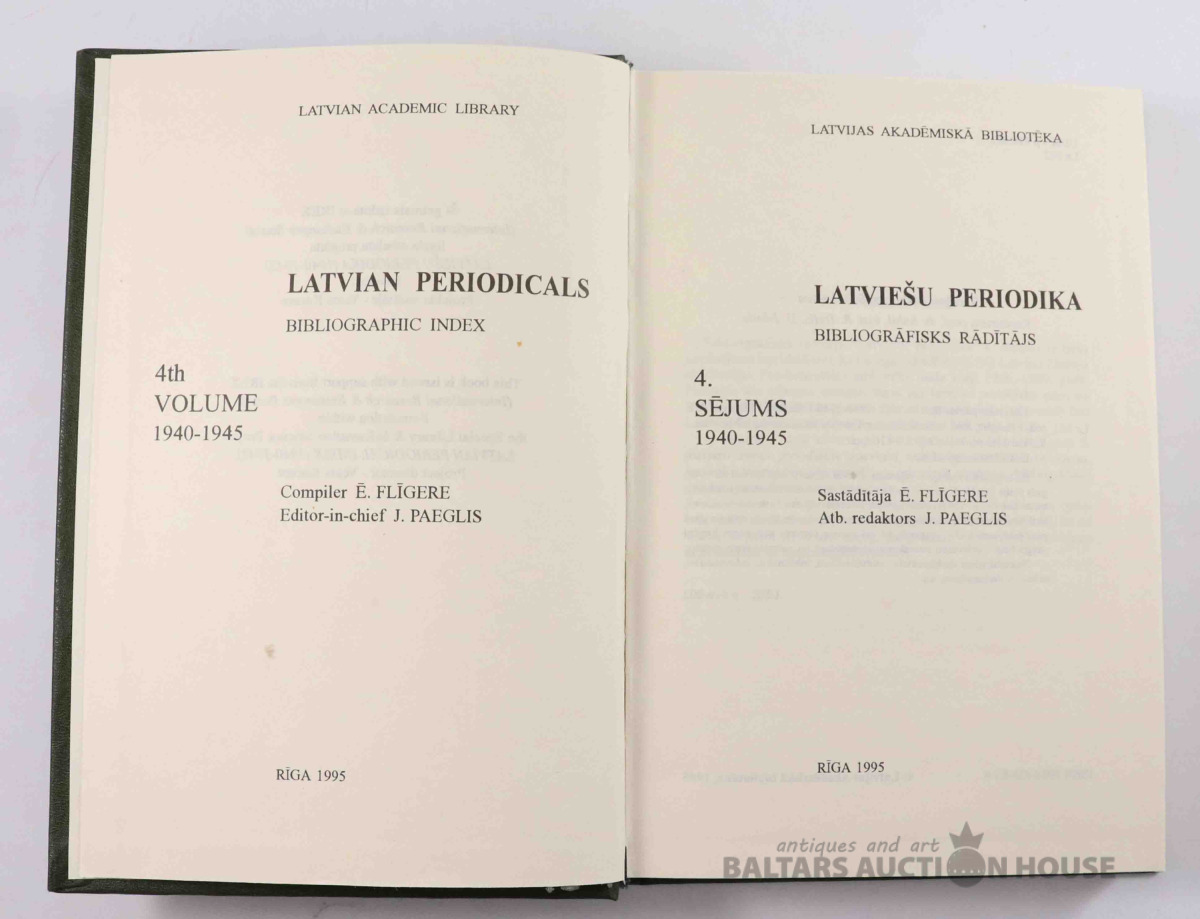 LATVIAN ACADEMIC LIBRARY
LATVIAN PERIODICALS
BIBLIOGRAPHIC INDEX
4th
VOLUME
1940-1945
Compiler Ē. FLĪGERE
Editor-in-chief J. PAEGLIS
RĪGA 1995
LATVIJAS AKADĒMISKĀ BIBLIOTĒKA
LATVIEŠU PERIODIKA
BIBLIOGRĀFISKS RĀDĪTĀJS
4.
SĒJUMS
1940-1945
Sastādītāja Ē. FLĪGERE
Atb. redaktors J. PAEGLIS
RĪGA 1995
antiques and art
BALTARS AUCTION HOUSE